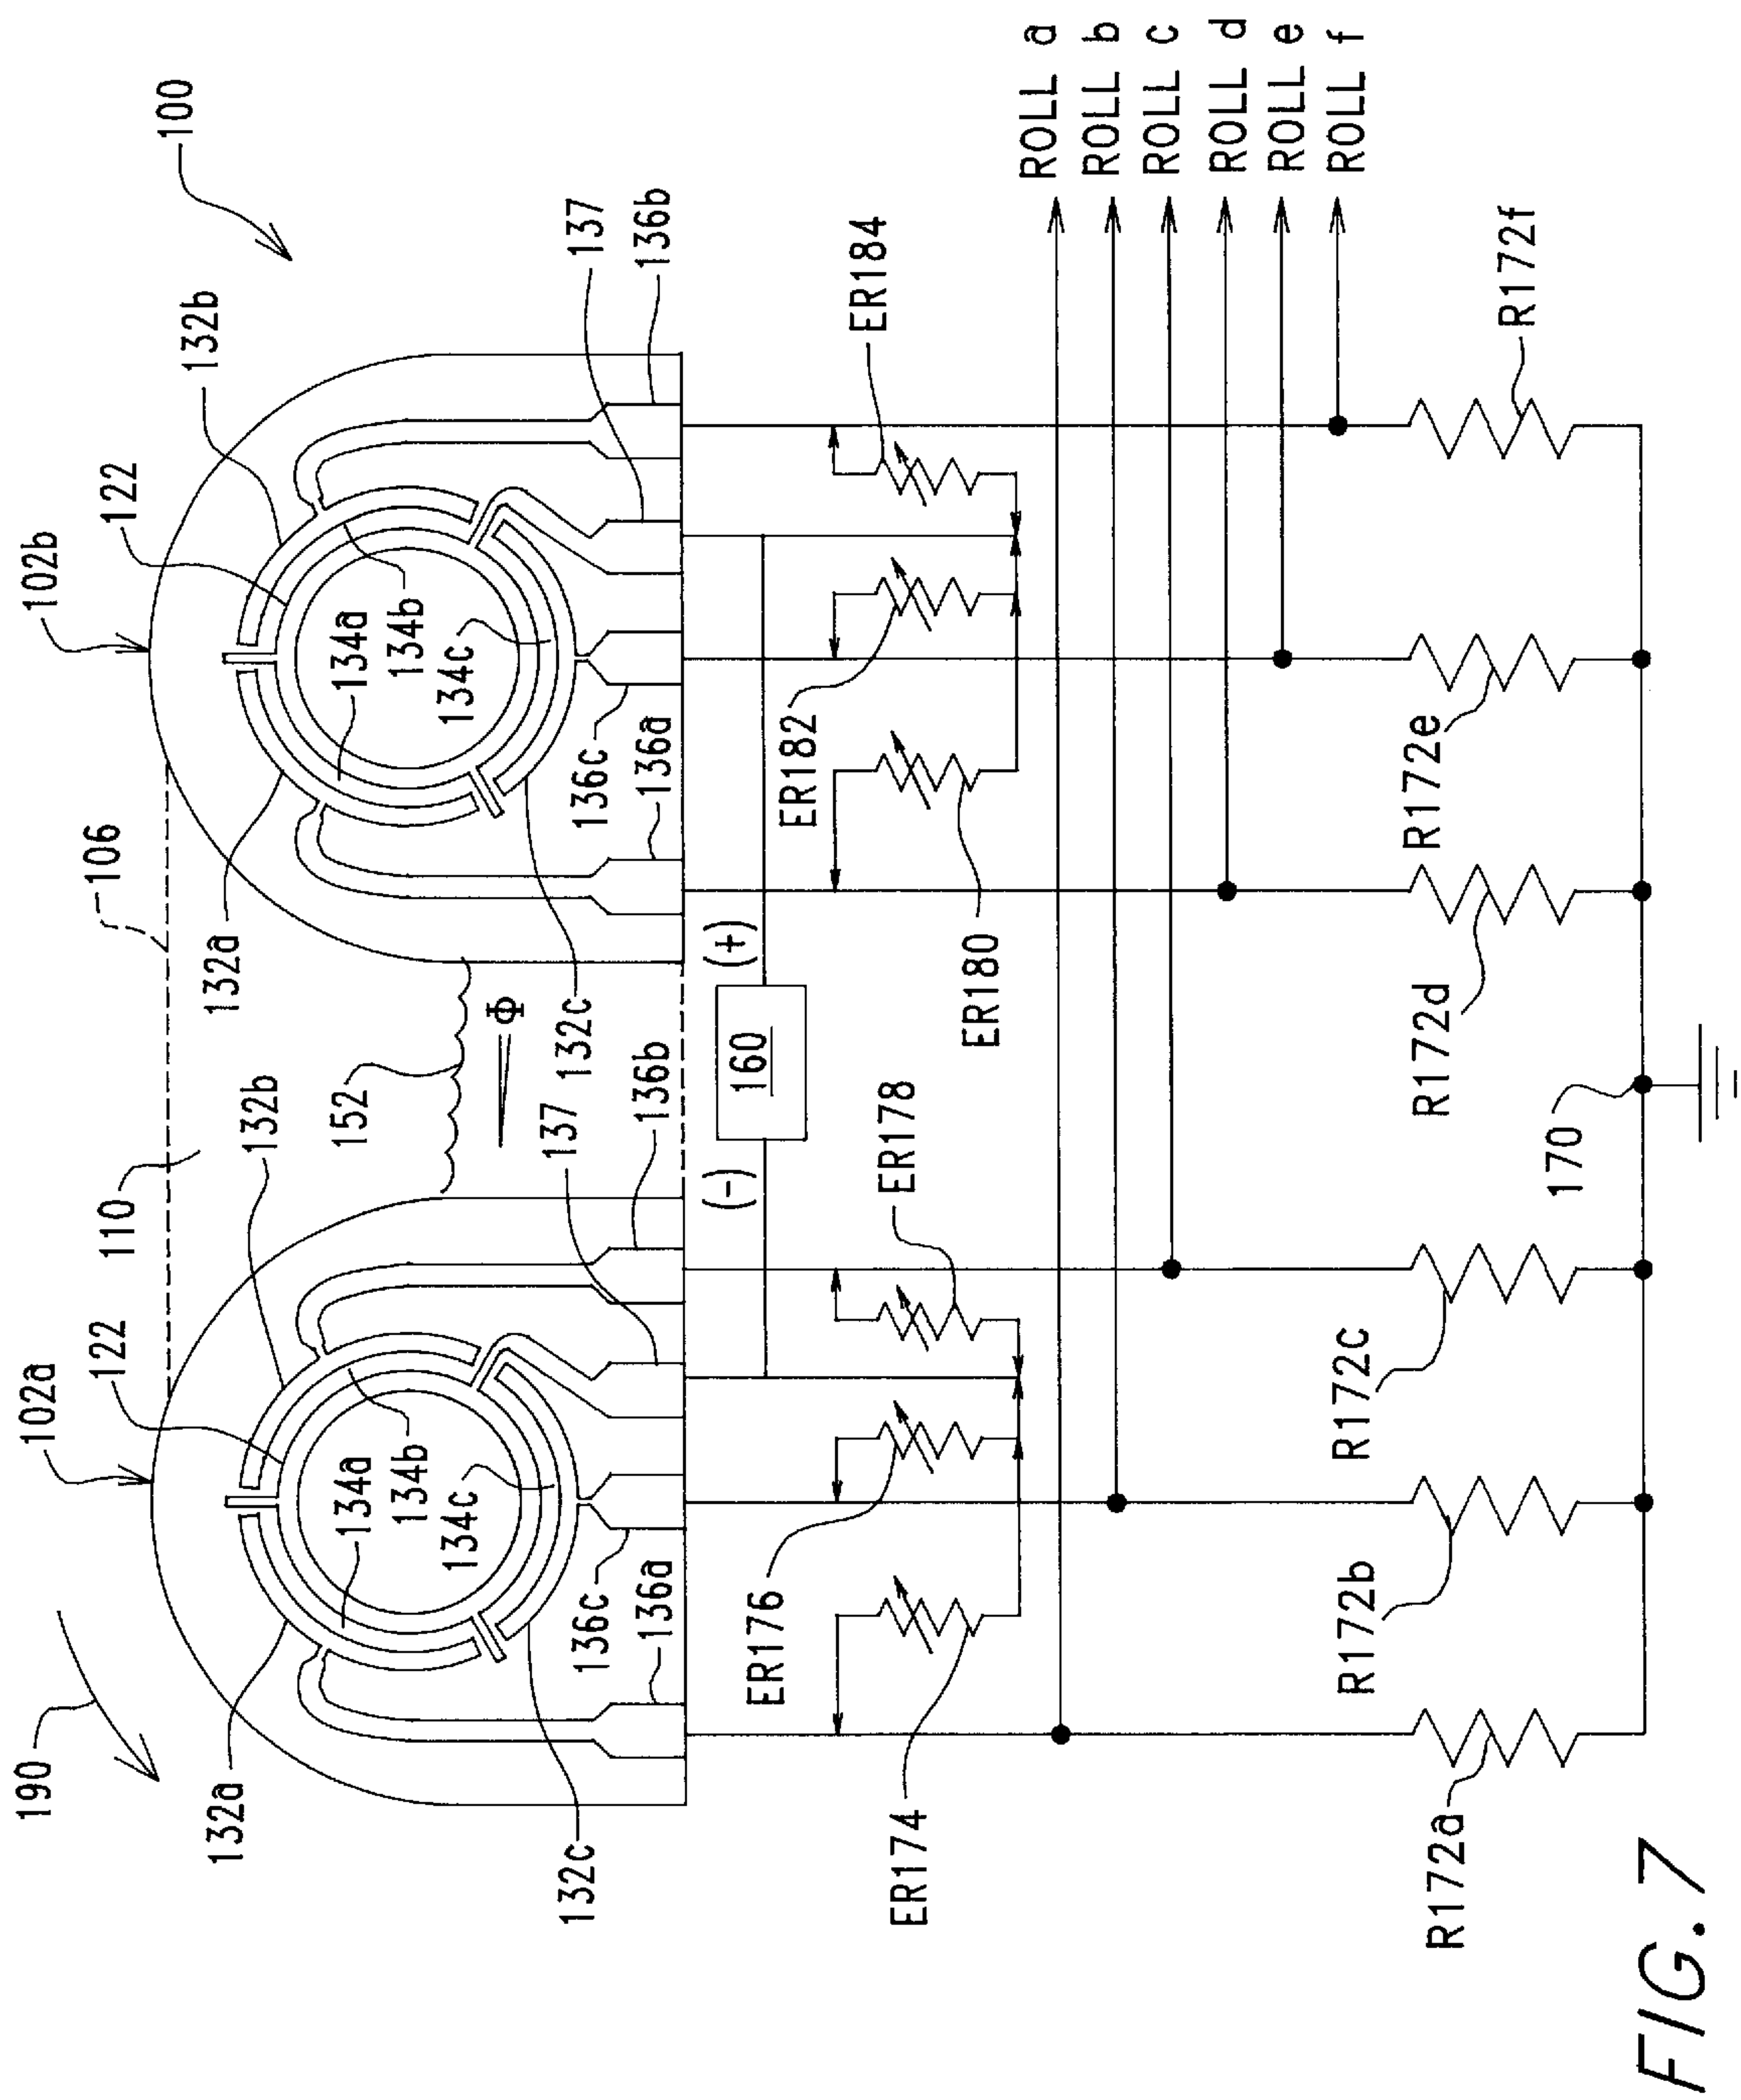 190
102a
122
132b
110
106
102b
122
132b
100
132a
134a
134b
134c
152
Φ
132a
134a
134b
134c
132c
136c
136a
137
136b
132c
136c
136a
137
136b
(-)
160
(+)
ER174
ER176
ER178
ER180
ER182
ER184
ROLL a
ROLL b
ROLL c
ROLL d
ROLL e
ROLL f
R172a
R172b
R172c
170
R172d
R172e
R172f
FIG. 7